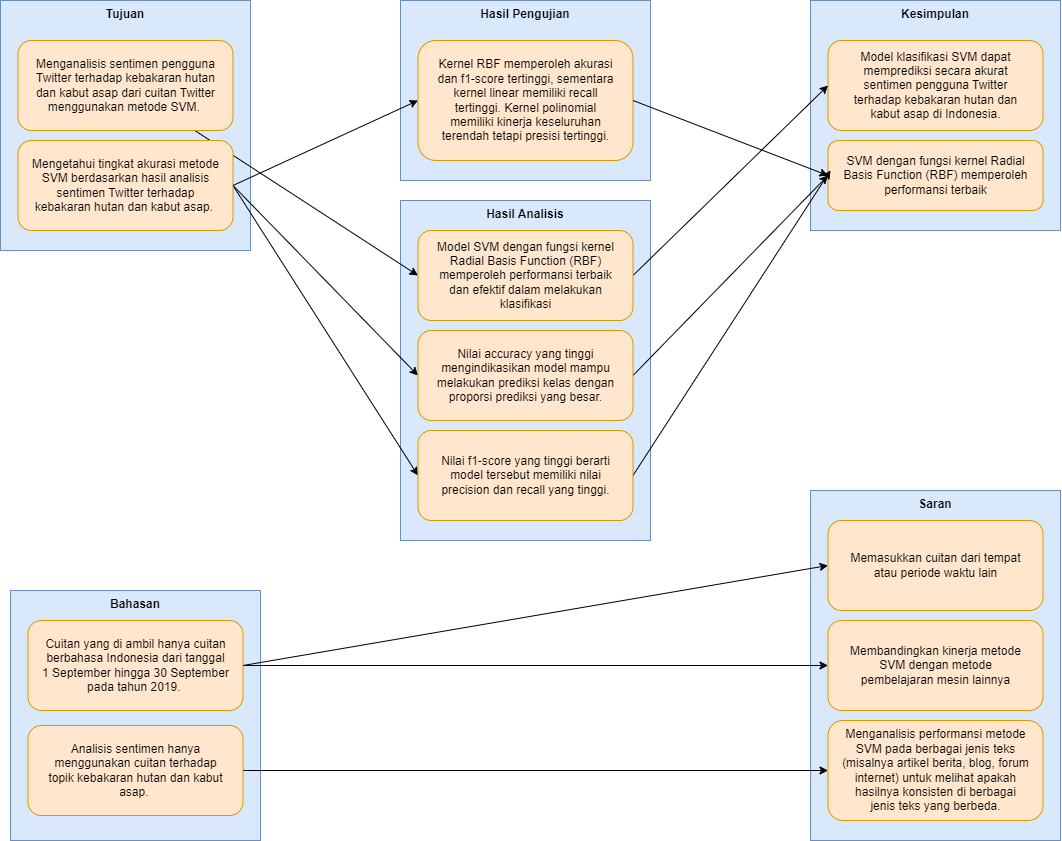 Tujuan
Menganalisis sentimen pengguna
Twitter terhadap kebakaran hutan
dan kabut asap dari cuitan Twitter
menggunakan metode SVM.
Mengetahui tingkat akurasi metode
SVM berdasarkan hasil analisis
sentimen Twitter terhadap
kebakaran hutan dan kabut asap.
Hasil Pengujian
Kernel RBF memperoleh akurasi
dan f1-score tertinggi, sementara
kernel linear memiliki recall
tertinggi. Kernel polinomial
memiliki kinerja keseluruhan
terendah tetapi presisi tertinggi.
Hasil Analisis
Model SVM dengan fungsi kernel
Radial Basis Function (RBF)
memperoleh performansi terbaik
dan efektif dalam melakukan
klasifikasi
Nilai accuracy yang tinggi
mengindikasikan model mampu
melakukan prediksi kelas dengan
proporsi prediksi yang besar.
Nilai f1-score yang tinggi berarti
model tersebut memiliki nilai
precision dan recall yang tinggi.
Kesimpulan
Model klasifikasi SVM dapat
memprediksi secara akurat
sentimen pengguna Twitter
terhadap kebakaran hutan dan
kabut asap di Indonesia.
SVM dengan fungsi kernel Radial
Basis Function (RBF) memperoleh
performansi terbaik
Bahasan
Cuitan yang di ambil hanya cuitan
berbahasa Indonesia dari tanggal
1 September hingga 30 September
pada tahun 2019.
Analisis sentimen hanya
menggunakan cuitan terhadap
topik kebakaran hutan dan kabut
asap.
Saran
Memasukkan cuitan dari tempat
atau periode waktu lain
Membandingkan kinerja metode
SVM dengan metode
pembelajaran mesin lainnya
Menganalisis performansi metode
SVM pada berbagai jenis teks
(misalnya artikel berita, blog, forum
internet) untuk melihat apakah
hasilnya konsisten di berbagai
jenis teks yang berbeda.